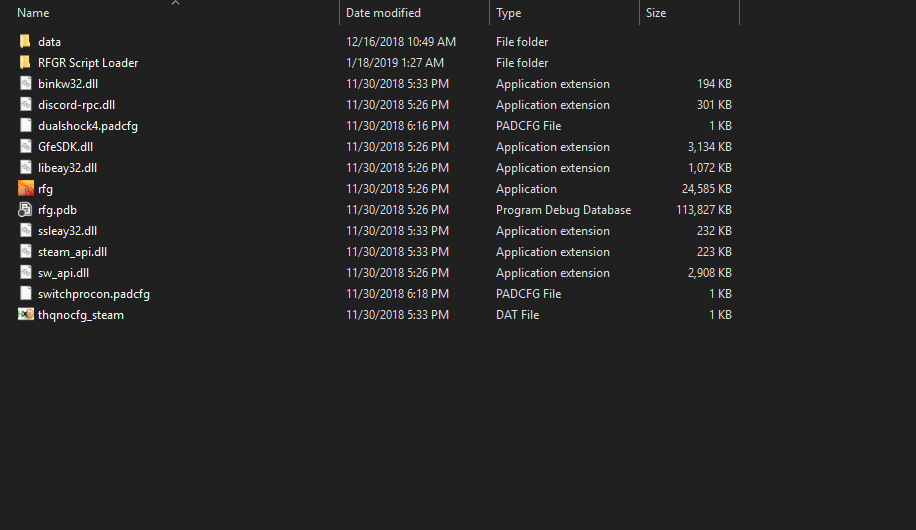 Name Date modified Type Size
data 12/16/2018 10:49 AM File folder
RFGR Script Loader 1/18/2019 1:27 AM File folder
binkw32.dll 11/30/2018 5:33 PM Application extension 194 KB
discord-rpc.dll 11/30/2018 5:26 PM Application extension 301 KB
dualshock4.padcfg 11/30/2018 6:16 PM PADCFG File 1 KB
GfeSDK.dll 11/30/2018 5:26 PM Application extension 3,134 KB
libeay32.dll 11/30/2018 5:26 PM Application extension 1,072 KB
rfg 11/30/2018 5:26 PM Application 24,585 KB
rfg.pdb 11/30/2018 5:26 PM Program Debug Database 113,827 KB
ssleay32.dll 11/30/2018 5:33 PM Application extension 232 KB
steam_api.dll 11/30/2018 5:33 PM Application extension 223 KB
sw_api.dll 11/30/2018 5:26 PM Application extension 2,908 KB
switchprocon.padcfg 11/30/2018 6:18 PM PADCFG File 1 KB
thqnocfg_steam 11/30/2018 5:33 PM DAT File 1 KB